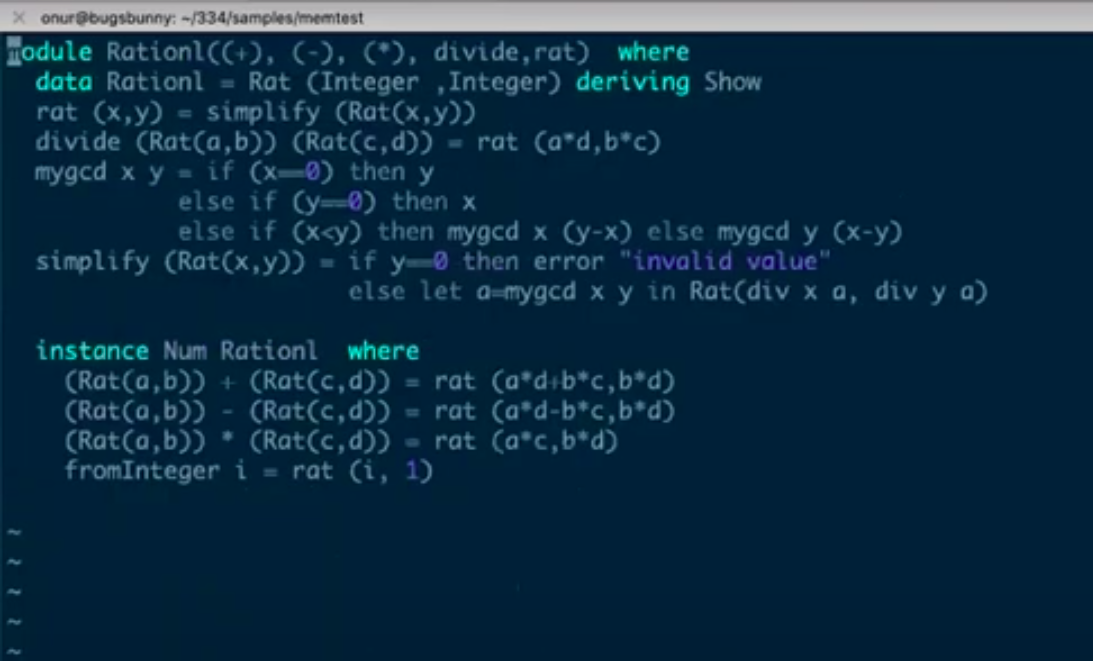 onur@bugsbunny: ~/334/samples/memtest
module Rationl((+), (-), (*), divide,rat)  where
  data Rationl = Rat (Integer ,Integer) deriving Show
  rat (x,y) = simplify (Rat(x,y))
  divide (Rat(a,b)) (Rat(c,d)) = rat (a*d,b*c)
  mygcd x y = if (x==0) then y
            else if (y==0) then x
            else if (x<y) then mygcd x (y-x) else mygcd y (x-y)
  simplify (Rat(x,y)) = if y==0 then error "invalid value"
                        else let a=mygcd x y in Rat(div x a, div y a)
  instance Num Rationl  where
    (Rat(a,b)) + (Rat(c,d)) = rat (a*d+b*c,b*d)
    (Rat(a,b)) - (Rat(c,d)) = rat (a*d-b*c,b*d)
    (Rat(a,b)) * (Rat(c,d)) = rat (a*c,b*d)
    fromInteger i = rat (i, 1)
~
~
~
~
~